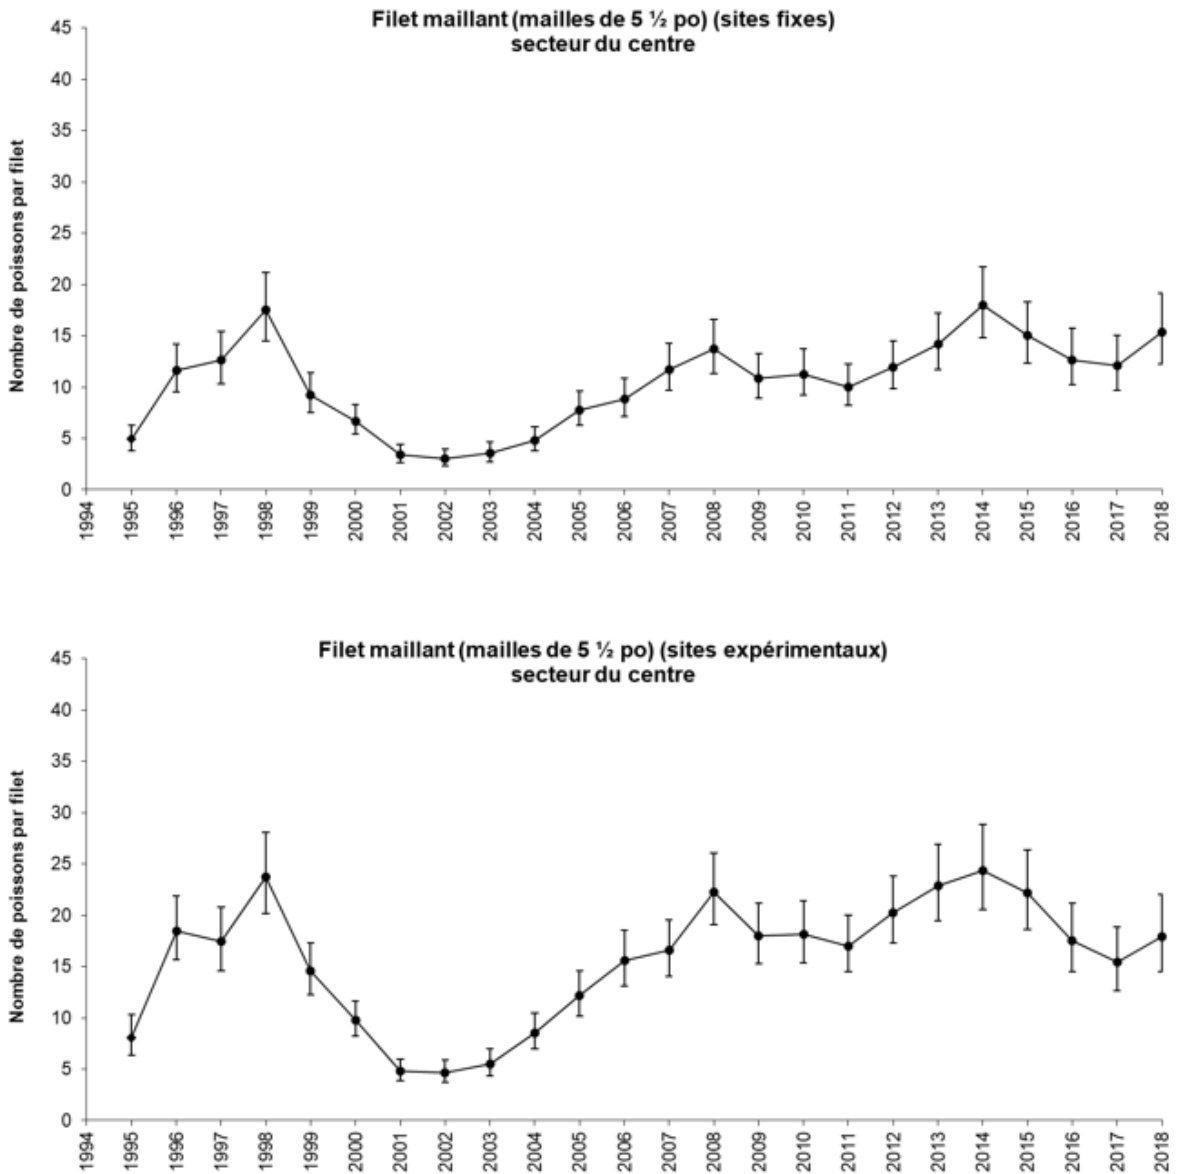 Filet maillant (mailles de 5 ½ po) (sites fixes)
secteur du centre
Nombre de poissons par filet
45
40
35
30
25
20
15
10
5
0
1994 1995 1996 1997 1998 1999 2000 2001 2002 2003 2004 2005 2006 2007 2008 2009 2010 2011 2012 2013 2014 2015 2016 2017 2018
Filet maillant (mailles de 5 ½ po) (sites expérimentaux)
secteur du centre
Nombre de poissons par filet
45
40
35
30
25
20
15
10
5
0
1994 1995 1996 1997 1998 1999 2000 2001 2002 2003 2004 2005 2006 2007 2008 2009 2010 2011 2012 2013 2014 2015 2016 2017 2018